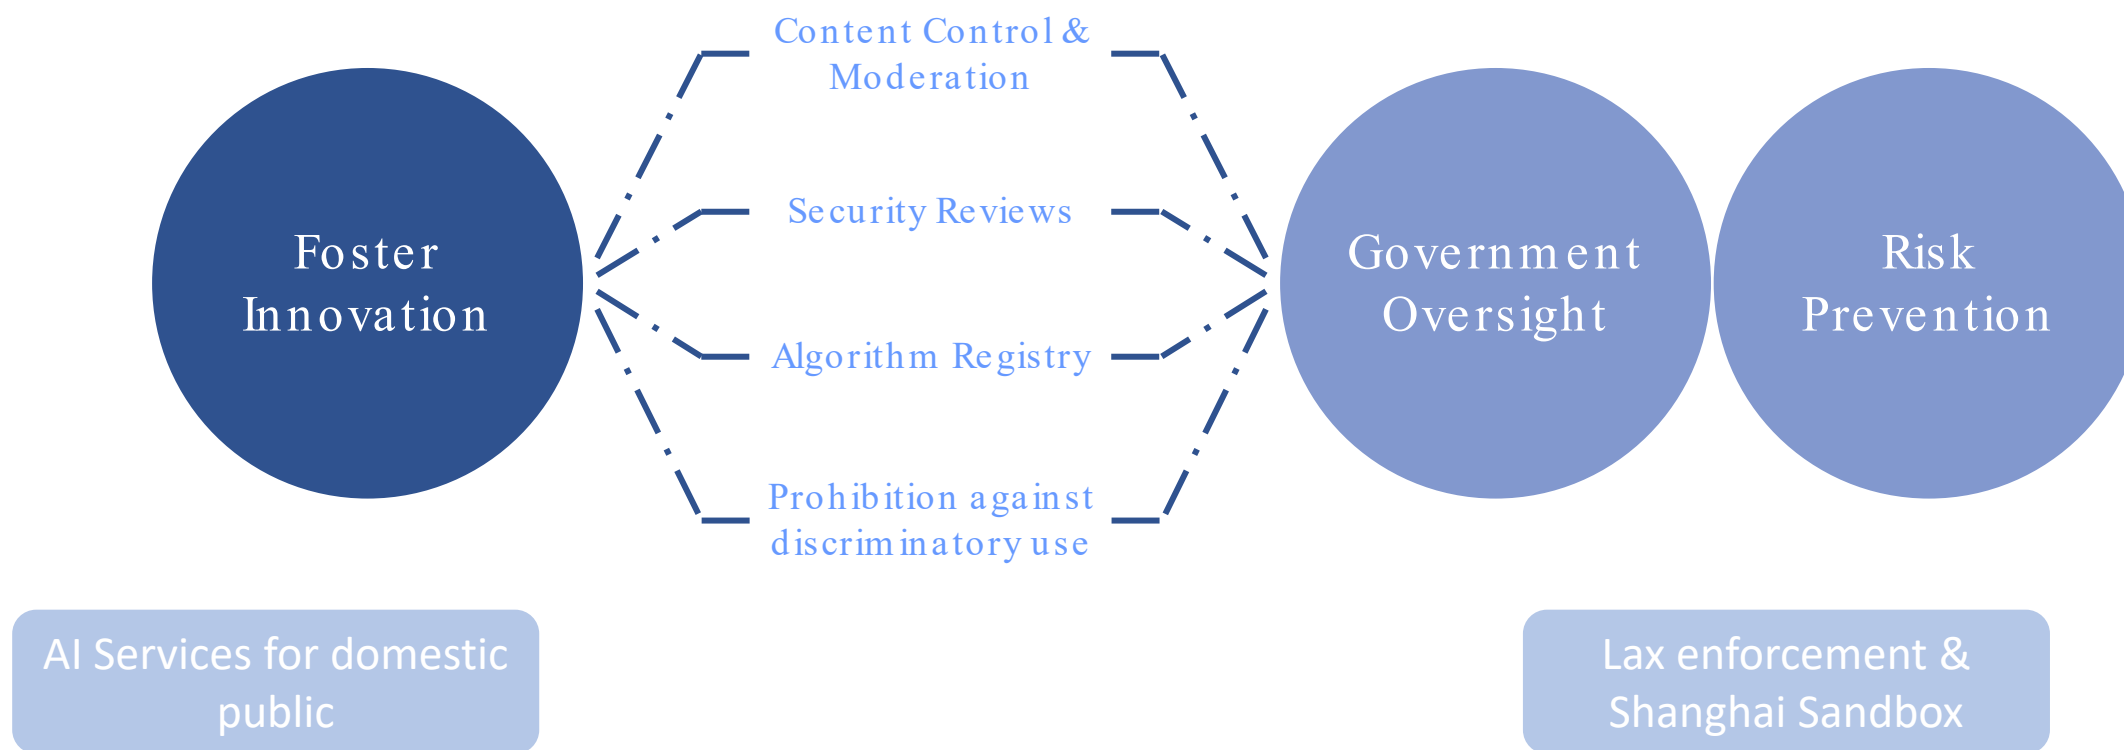 Content Control &
Moderation
Security Reviews
Foster
Innovation
Government
Oversight
Risk
Prevention
Algorithm Registry
Prohibition against
discriminatory use
AI Services for domestic
public
Lax enforcement &
Shanghai Sandbox